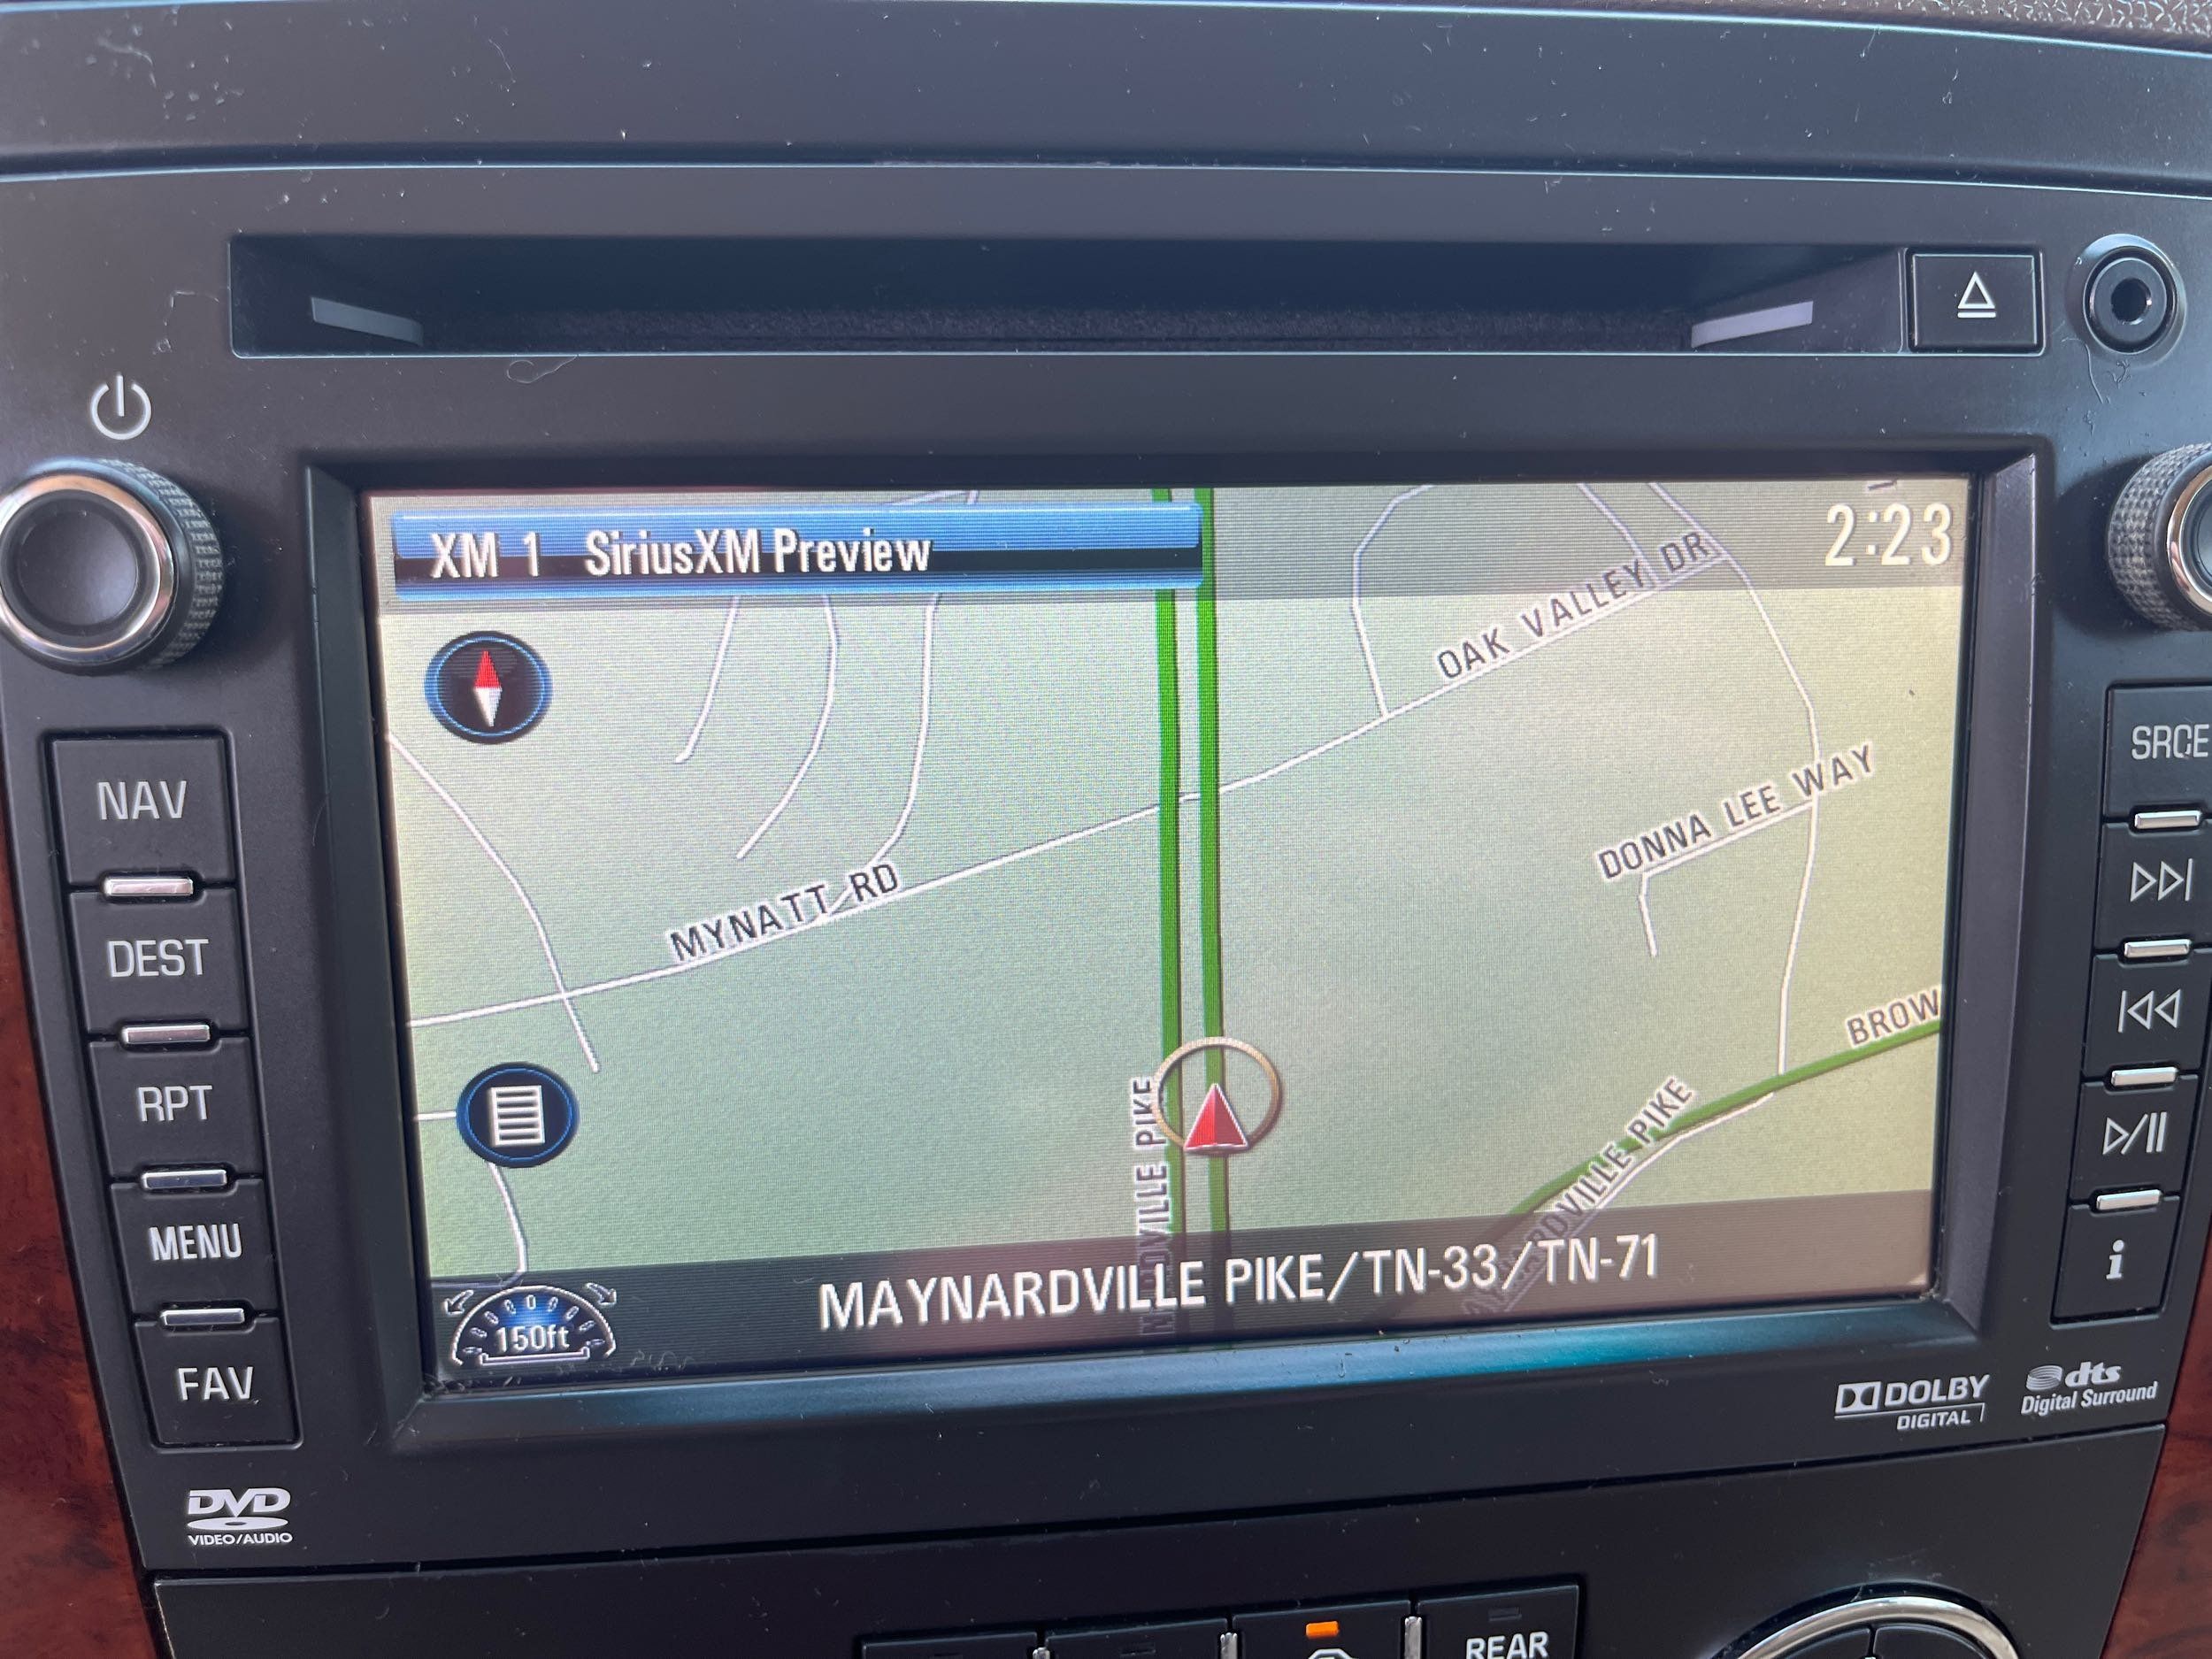 XM 1 SiriusXM Preview
2:23
OAK VALLEY DR
SRCE
NAV
DONNA LEE WAY
MYNATT RD
DEST
BROW
RPT
MAYNARDVILLE PIKE/TN-33/TN-71
MENU
150ft
i
FAV
DOLBY
DIGITAL
dts
Digital Surround
DVD
VIDEO/AUDIO
REAR